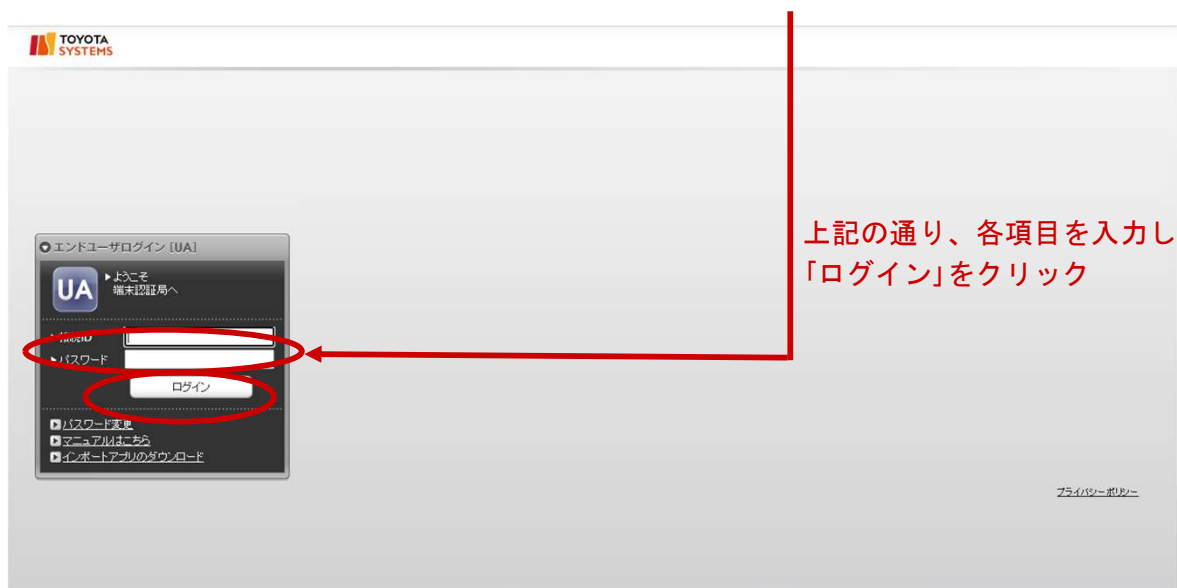 TOYOTA
SYSTEMS
上記の通り、各項目を入力し
「ログイン」をクリック
エンドユーザログイン [UA]
UA
ようこそ
端末認証局へ
パスワード
ログイン
パスワード変更
マニュアルはこちら
インポートアプリのダウンロード
プライバシーポリシー